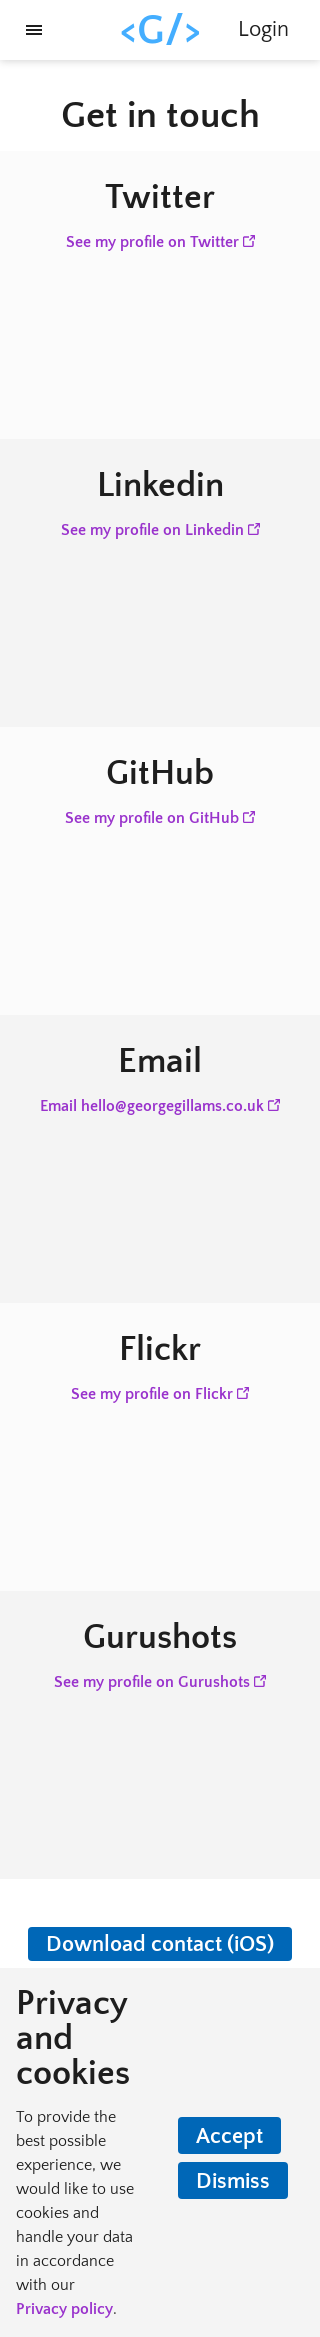 <G/>
Login
Get in touch
Twitter
See my profile on Twitter
Linkedin
See my profile on Linkedin
GitHub
See my profile on GitHub
Email
Email hello@georgegillams.co.uk
Flickr
See my profile on Flickr
Gurushots
See my profile on Gurushots
Download contact (iOS)
Privacy
and
cookies
To provide the
best possible
experience, we
would like to use
cookies and
handle your data
in accordance
with our
Privacy policy.
Accept
Dismiss